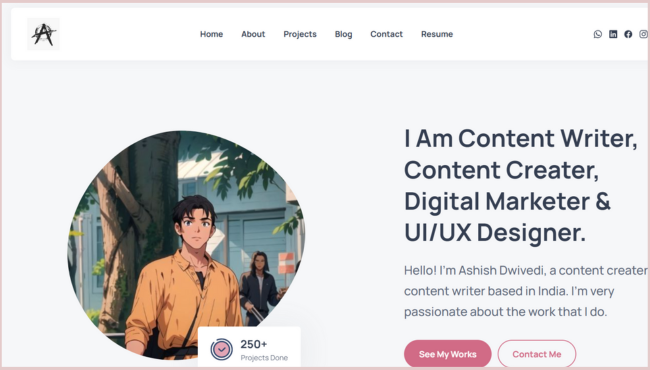 Home About Projects Blog Contact Resume
I Am Content Writer,
Content Creator,
Digital Marketer &
UI/UX Designer.
Hello! I'm Ashish Dwivedi, a content creator
content writer based in India. I'm very
passionate about the work that I do.
See My Works Contact Me
250+
Projects Done